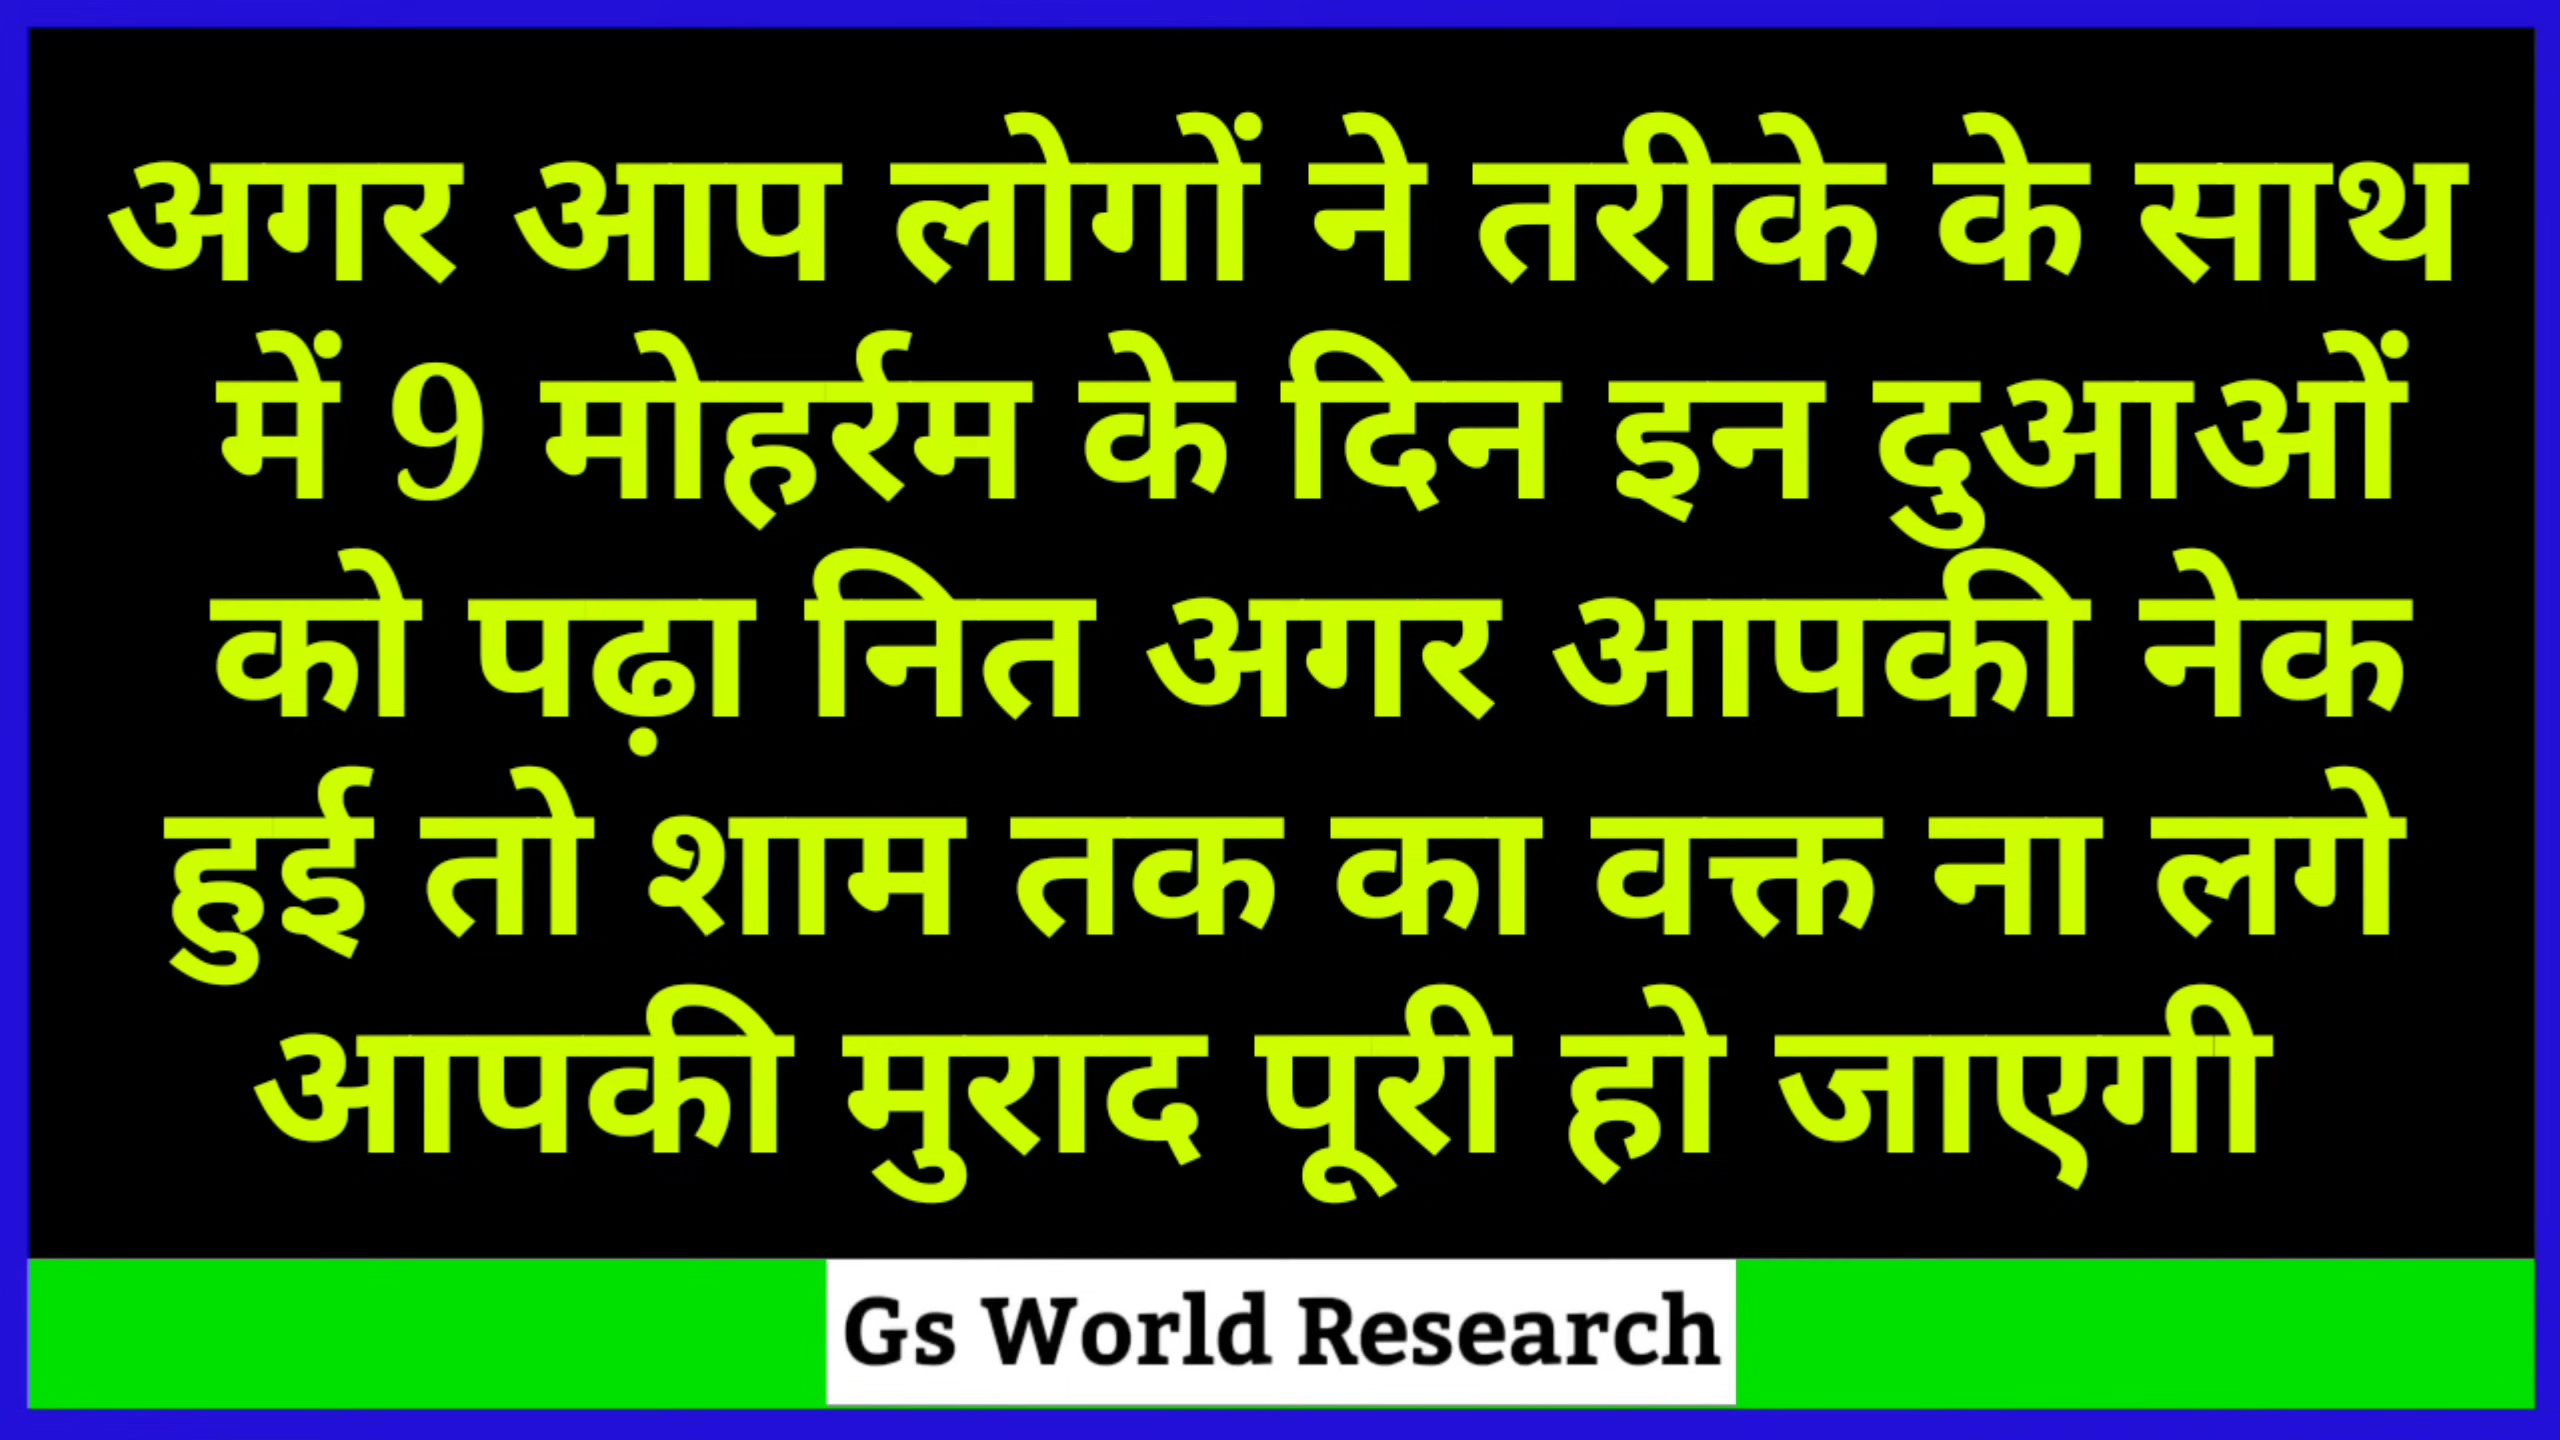 अगर आप लोगों ने तरीके के साथ
में 9 मोहर्रम के दिन इन दुआओं
को पढ़ा नित अगर आपकी नेक
हुई तो शाम तक का वक्त ना लगे
आपकी मुराद पूरी हो जाएगी
Gs World Research